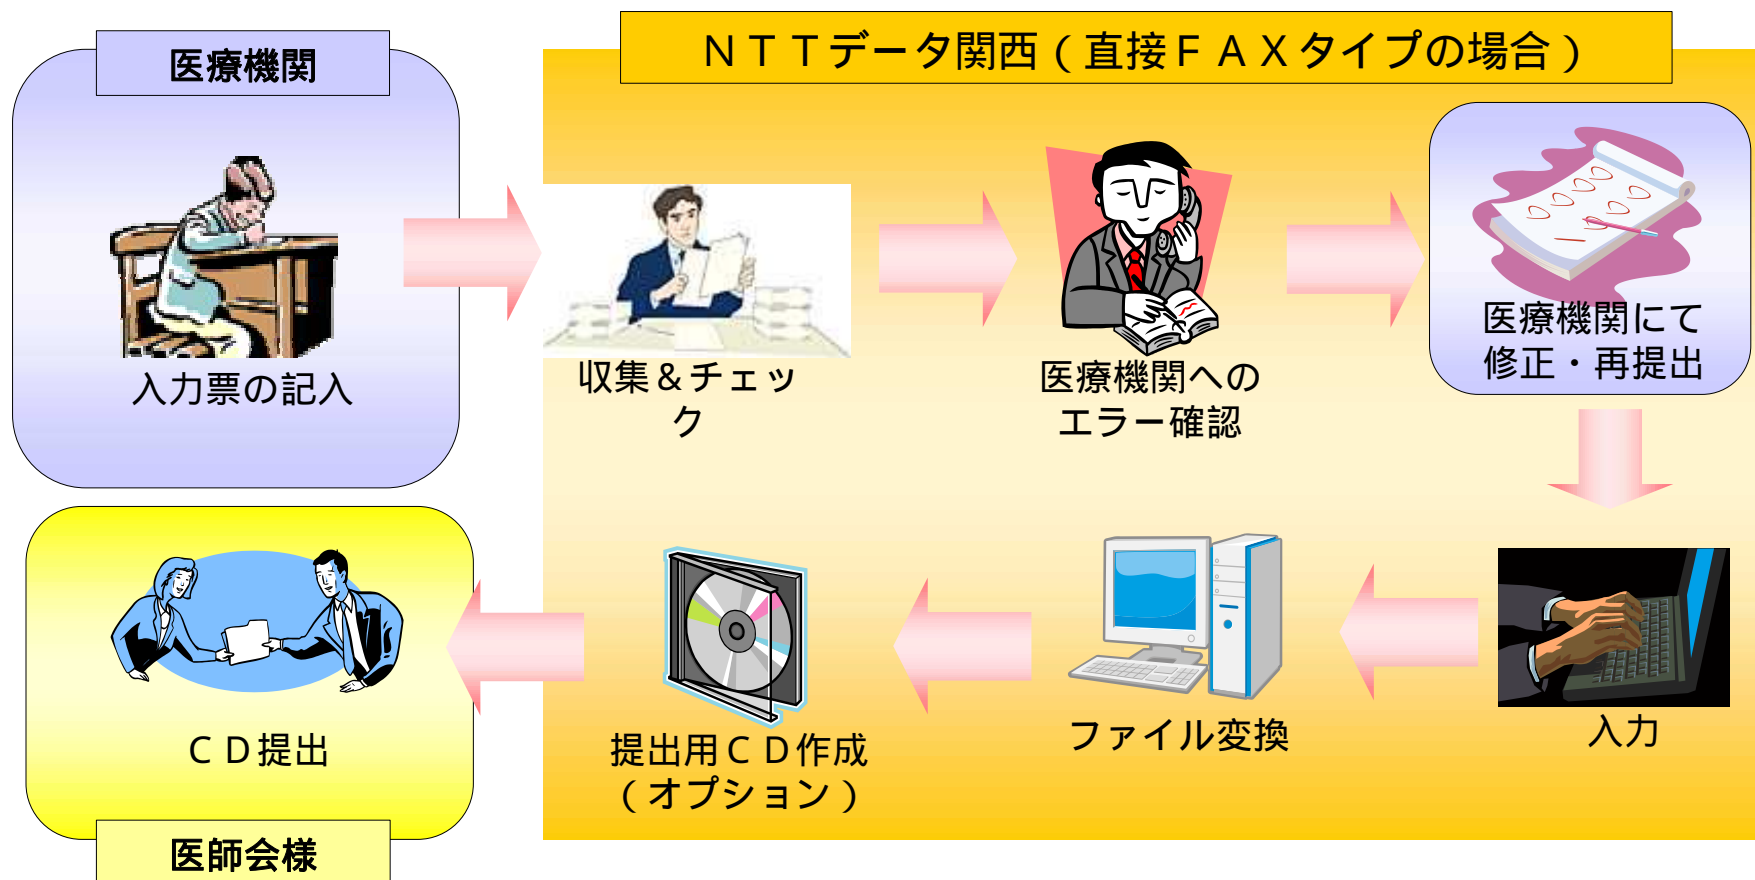 医療機関
ＮＴＴデータ関西（直接ＦＡＸタイプの場合）
入力票の記入
収集＆チェッ
ク
医療機関への
エラー確認
医療機関にて
修正・再提出
ＣＤ提出
提出用ＣＤ作成
（オプション）
ファイル変換
入力
医師会様